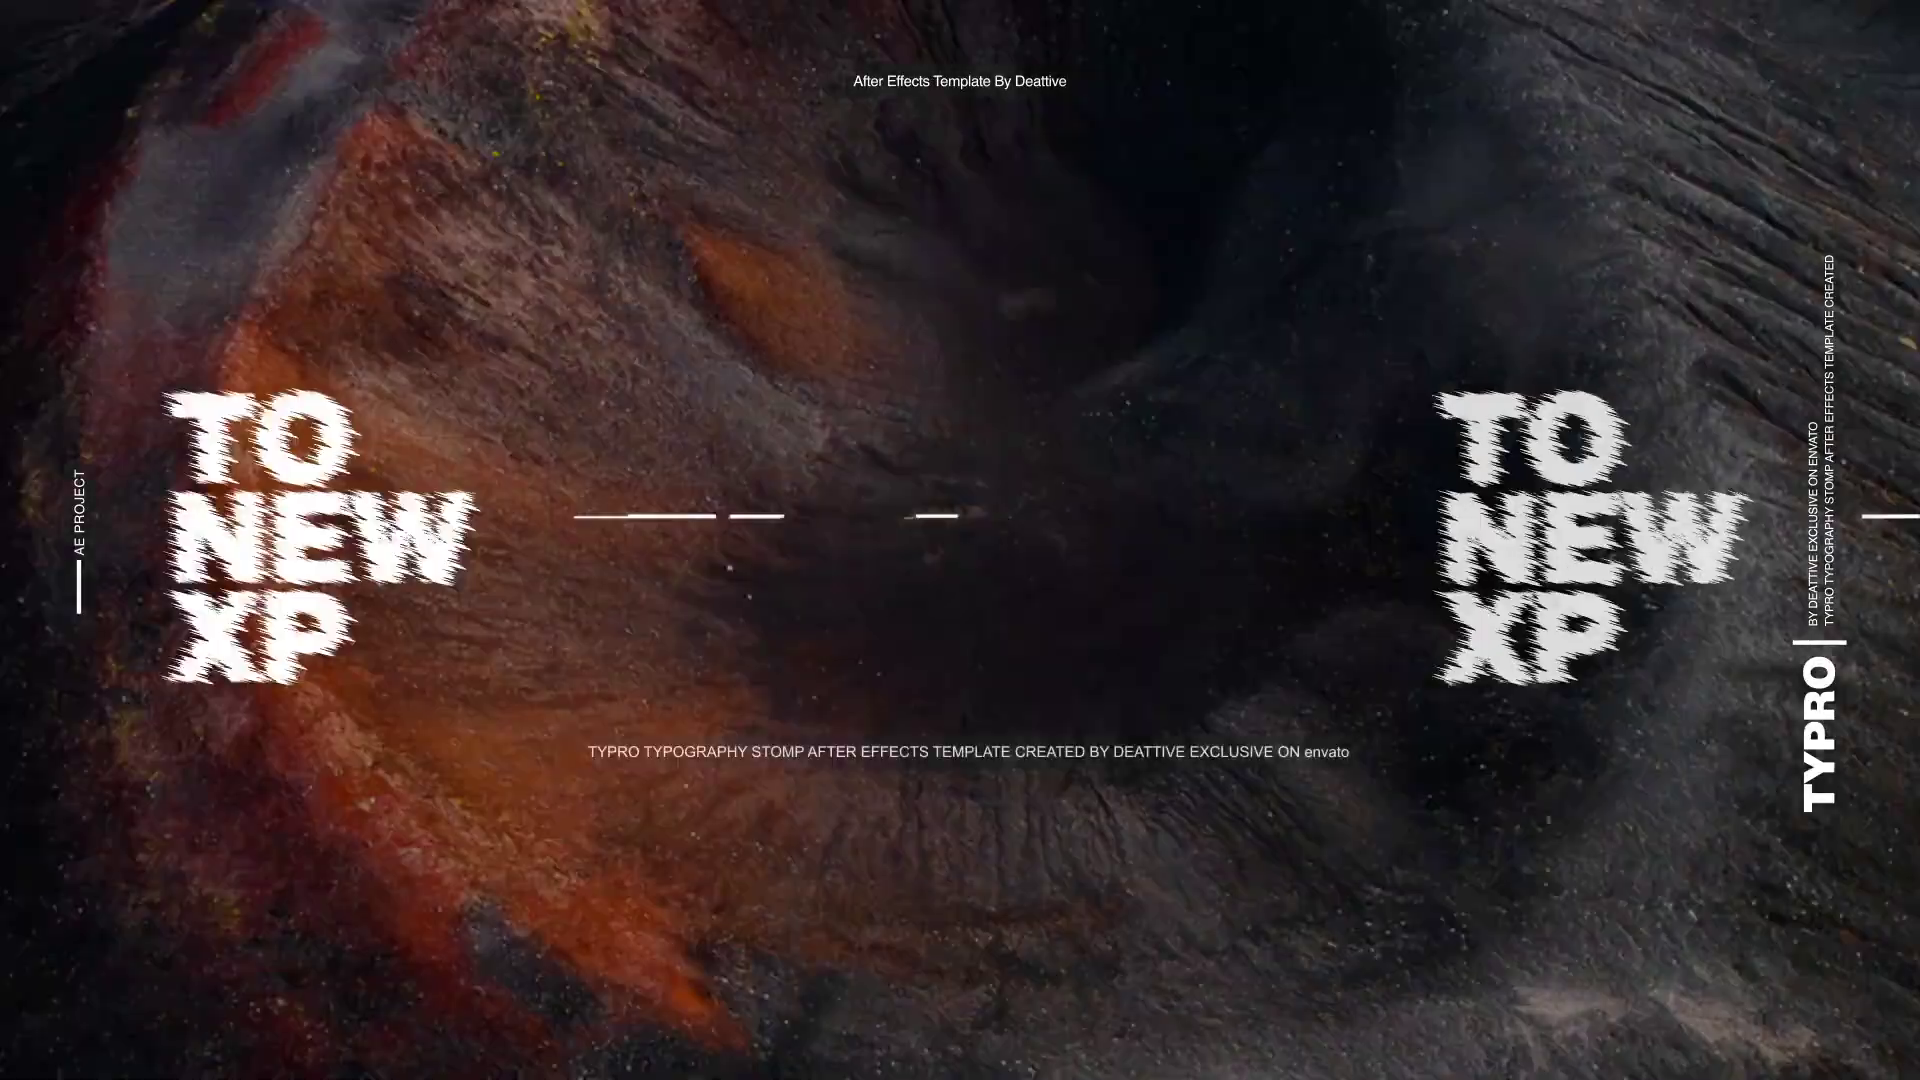 After Effects Template By Deattive
AE PROJECT
TO
NEW
XP
TO
NEW
XP
BY DEATTIVE EXCLUSIVE ON ENVATO
TYPRO TYPOGRAPHY STOMP AFTER EFFECTS TEMPLATE CREATED
TYPRO
TYPRO TYPOGRAPHY STOMP AFTER EFFECTS TEMPLATE CREATED BY DEATTIVE EXCLUSIVE ON envato